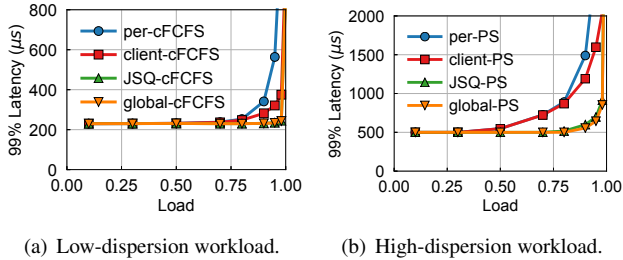 99% Latency (μs)
800
600
400
200
0
0.00 0.25 0.50 0.75 1.00
Load
per-cFCFS
client-cFCFS
JSQ-cFCFS
global-cFCFS
(a) Low-dispersion workload.
99% Latency (μs)
2000
1500
1000
500
0
0.00 0.25 0.50 0.75 1.00
Load
per-PS
client-PS
JSQ-PS
global-PS
(b) High-dispersion workload.